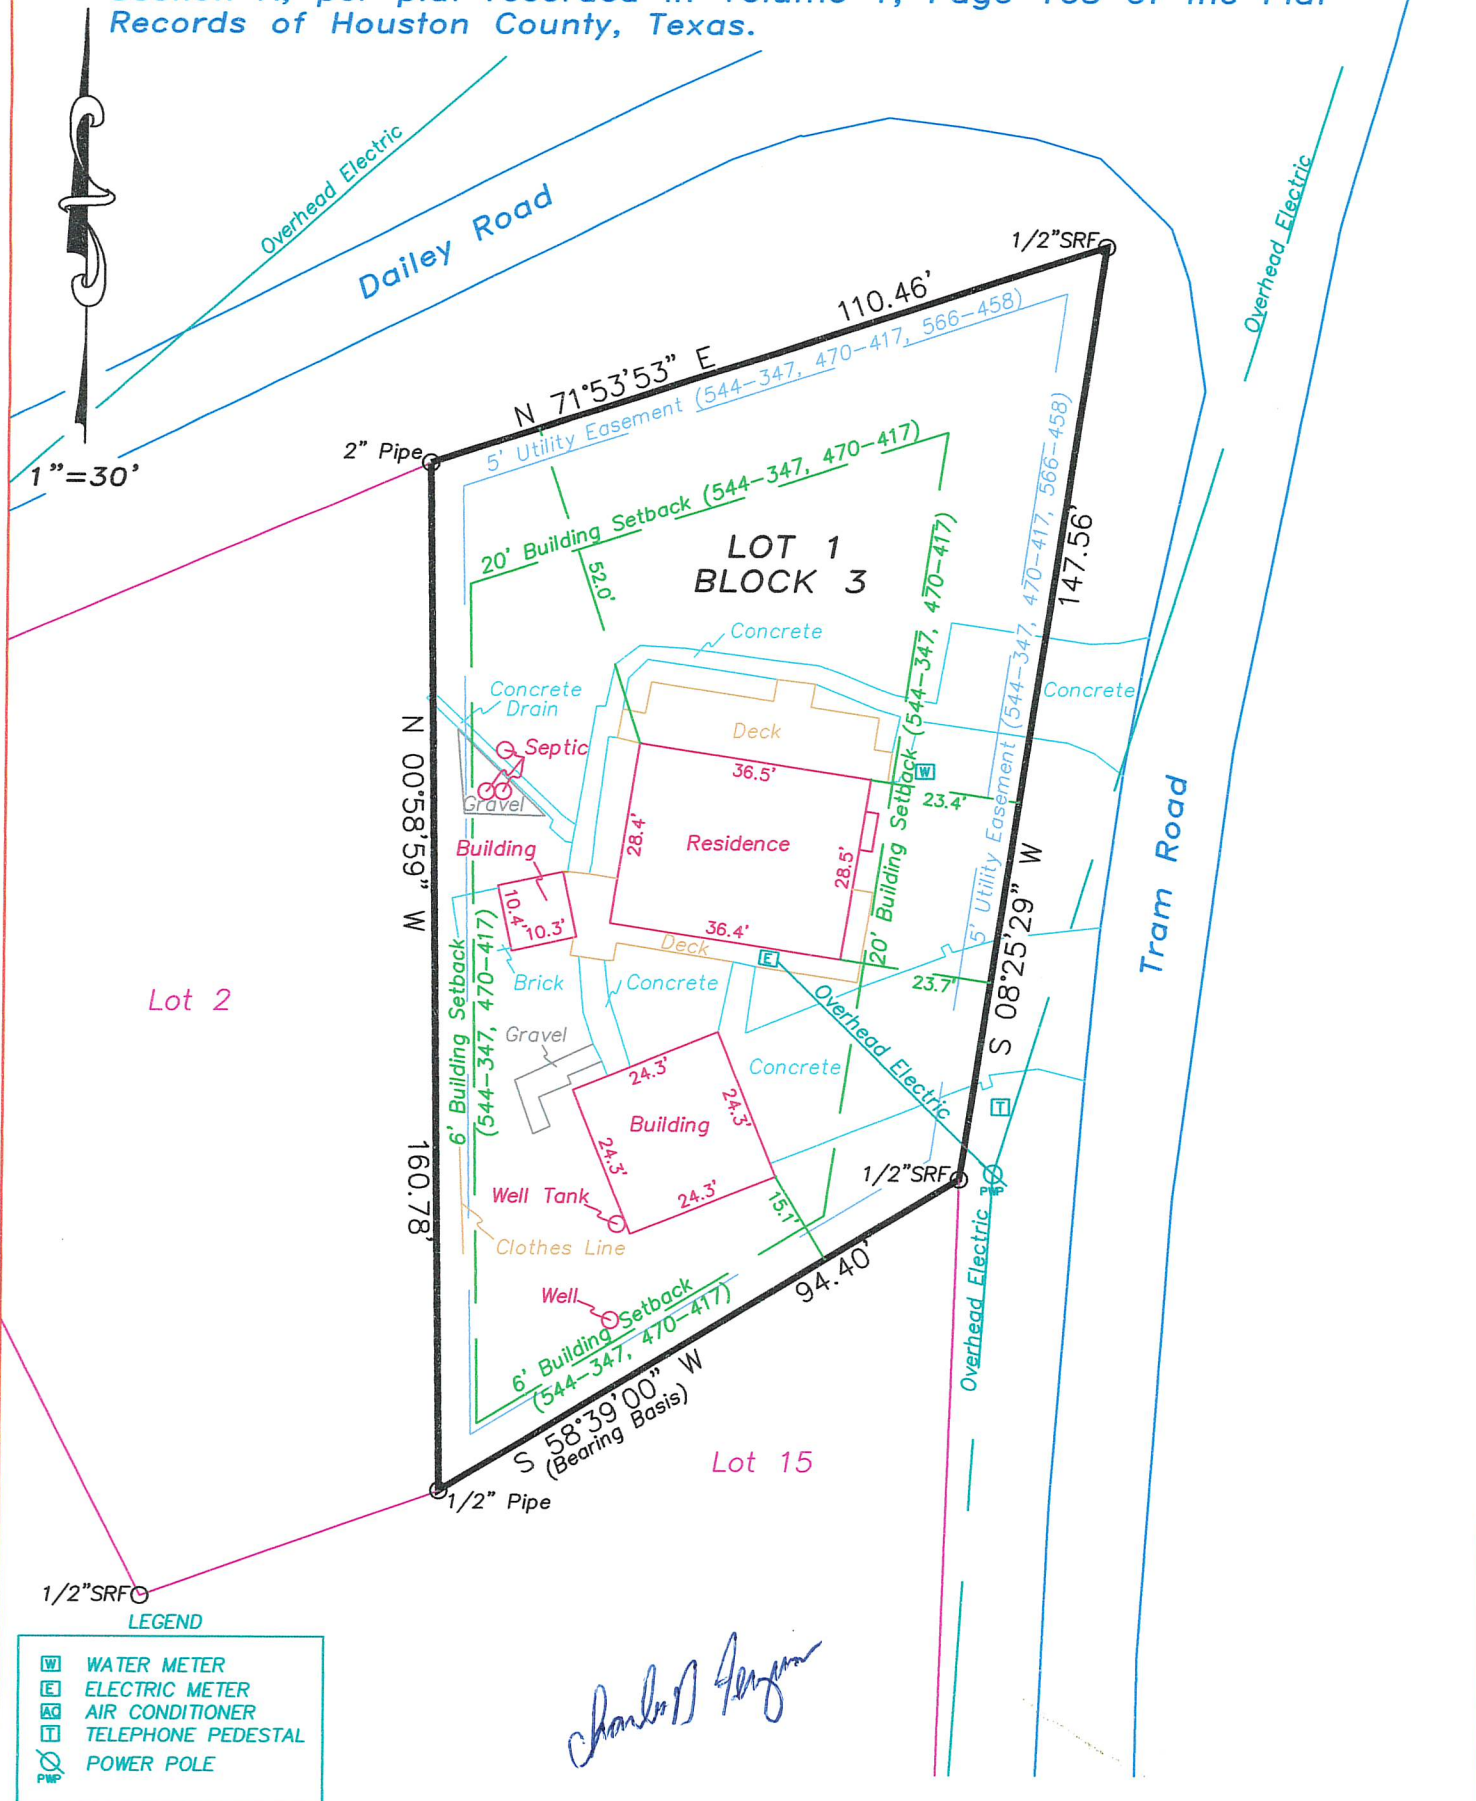 Records of Houston County, Texas.
Overhead Electric
Dailey Road
Overhead Electric
1/2"SRF
110.46'
N 71°53'53" E
5' Utility Easement (544-347, 470-417, 566-458)
2" Pipe
1"=30'
20' Building Setback (544-347, 470-417)
LOT 1
BLOCK 3
52.0'
147.56'
5' Utility Easement (544-347, 470-417, 566-458)
20' Building Setback (544-347, 470-417)
Concrete
Concrete
Concrete
Drain
Septic
Gravel
Deck
36.5'
W
23.4'
N 00°58'59" W
Building
28.4'
Residence
28.5'
10.4'
10.3'
36.4'
Deck
E
23.7'
S 08°25'29" W
Tram Road
Lot 2
6' Building Setback
(544-347, 470-417)
Brick
Concrete
Gravel
Overhead Electric
Concrete
24.3'
24.3'
Building
24.3'
24.3'
T
160.78'
1/2"SRF
PWP
Well Tank
15.1'
Clothes Line
94.40'
Overhead Electric
Well
6' Building Setback
(544-347, 470-417)
S 58°39'00" W
(Bearing Basis)
Lot 15
1/2" Pipe
1/2"SRF
LEGEND
W WATER METER
E ELECTRIC METER
AC AIR CONDITIONER
T TELEPHONE PEDESTAL
PWP POWER POLE